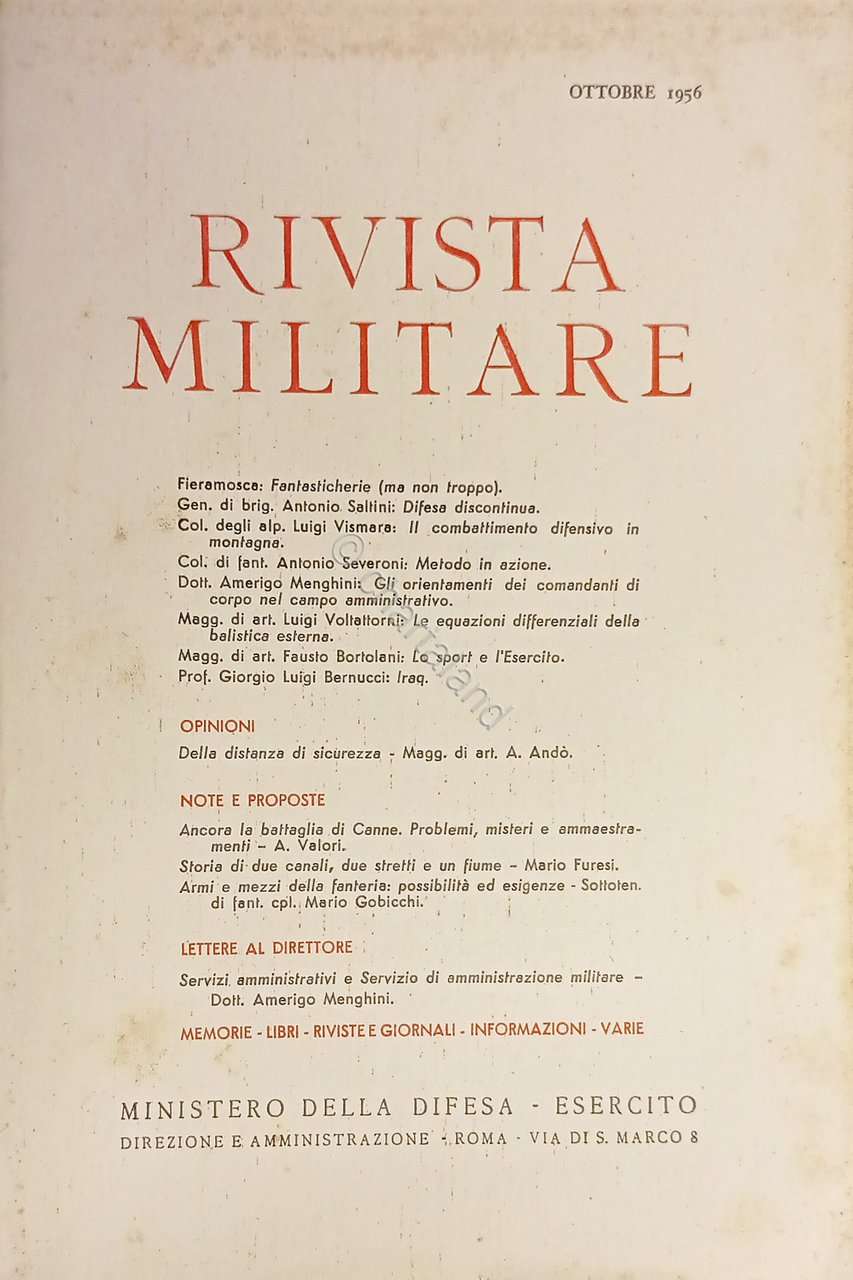 OTTOBRE 1956
RIVISTA
MILITARE
Fieramosca: Fantasticherie (ma non troppo).
Gen. di brig. Antonio Saltini: Difesa discontinua.
Col. degli alp. Luigi Vismara: Il combattimento difensivo in
montagna.
Col. di fant. Antonio Severoni: Metodo in azione.
Dott. Amerigo Menghini: Gli orientamenti dei comandanti di
corpo nel campo amministrativo.
Magg. di art. Luigi Voltattorni: Le equazioni differenziali della
balistica esterna.
Magg. di art. Fausto Bortolani: Lo sport e l'Esercito.
Prof. Giorgio Luigi Bernucci: Iraq.
OPINIONI
Della distanza di sicurezza - Magg. di art. A. Andò.
NOTE E PROPOSTE
Ancora la battaglia di Canne. Problemi, misteri e ammaestra-
menti - A. Valori.
Storia di due canali, due stretti e un fiume - Mario Furesi.
Armi e mezzi della fanteria: possibilità ed esigenze - Sottoten.
di fant. cpl. Mario Gobicchi.
LETTERE AL DIRETTORE
Servizi amministrativi e Servizio di amministrazione militare -
Dott. Amerigo Menghini.
MEMORIE - LIBRI - RIVISTE E GIORNALI - INFORMAZIONI - VARIE
MINISTERO DELLA DIFESA - ESERCITO
DIREZIONE E AMMINISTRAZIONE - ROMA - VIA DI S. MARCO 8
© chartaland